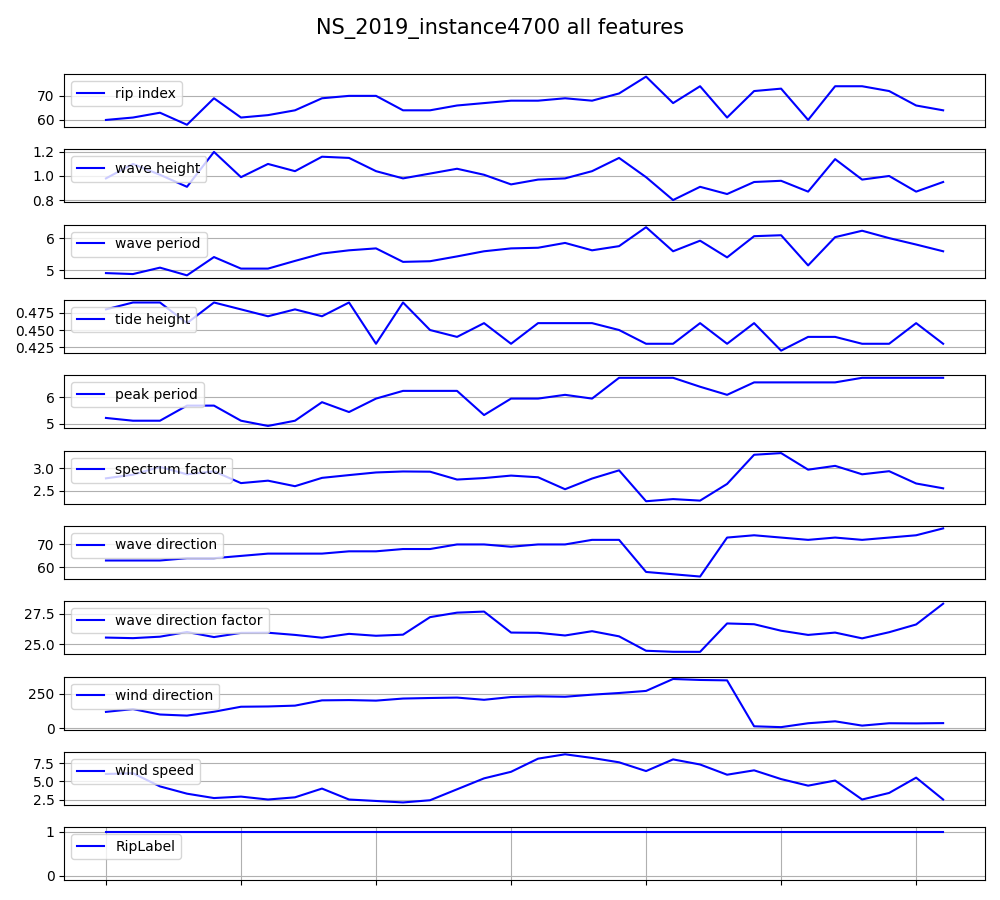 NS_2019_instance4700 all features
70
60
rip index
1.2
1.0
0.8
wave height
6
5
wave period
0.475
0.450
0.425
tide height
6
5
peak period
3.0
2.5
spectrum factor
70
60
wave direction
27.5
25.0
wave direction factor
250
0
wind direction
7.5
5.0
2.5
wind speed
1
0
RipLabel